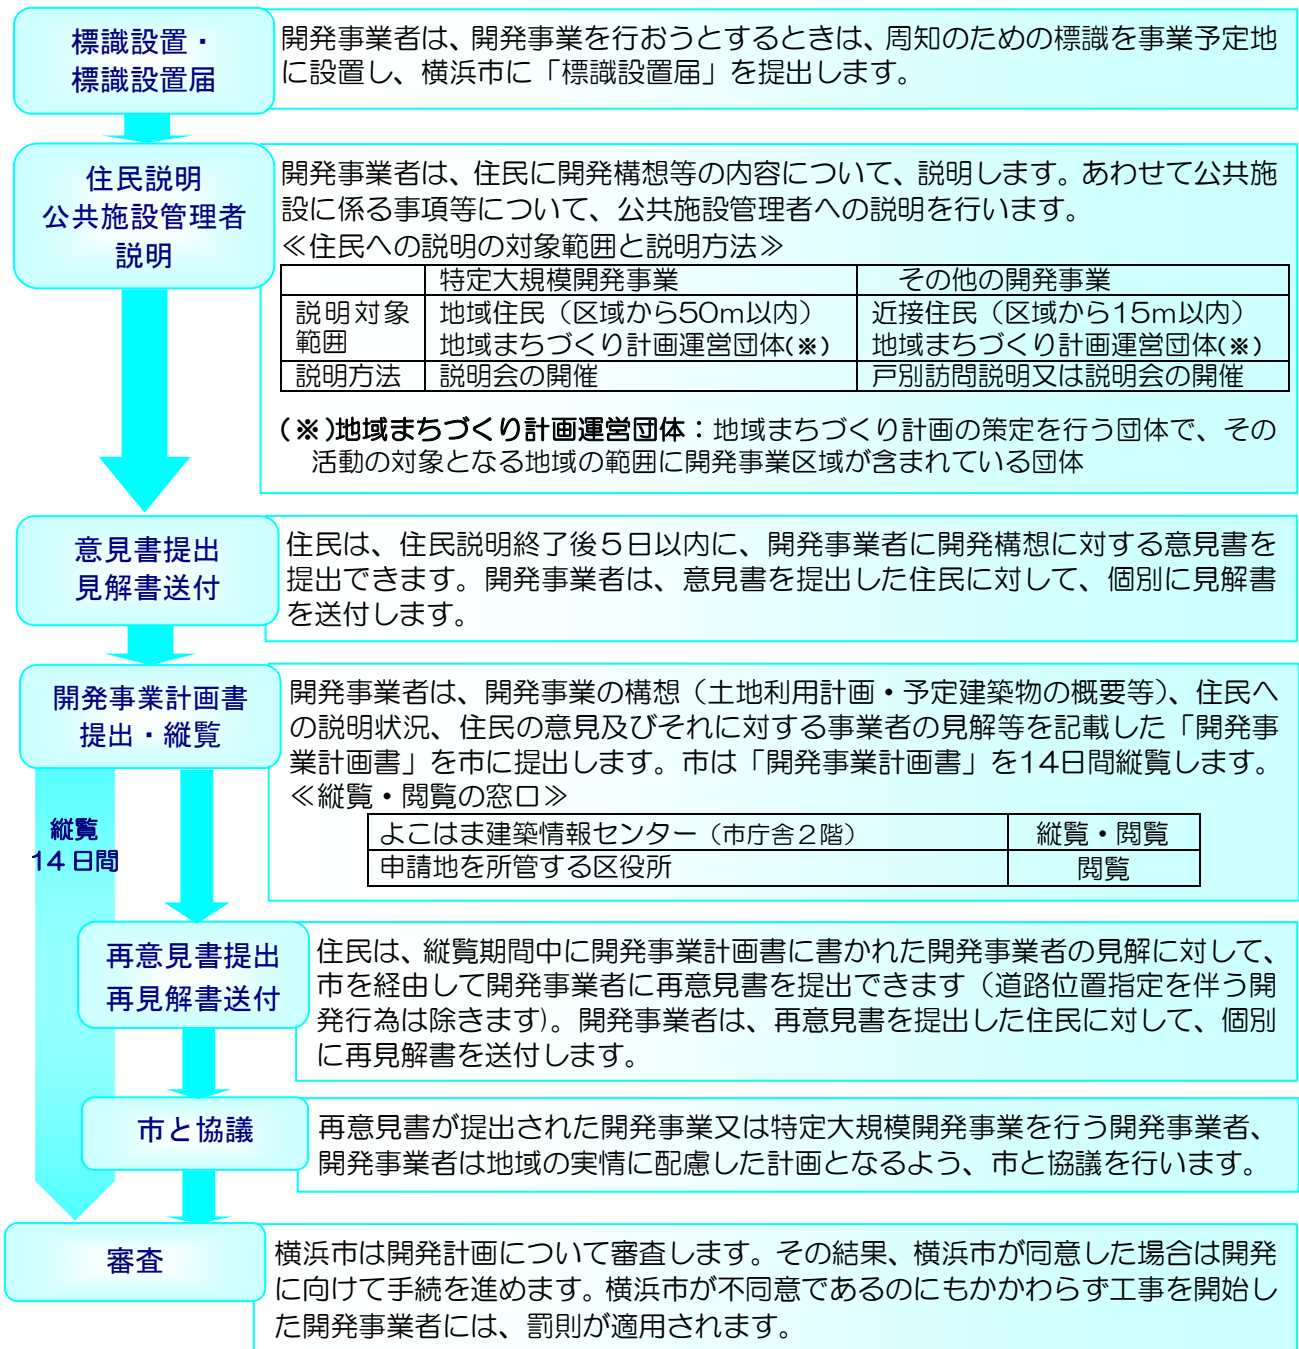 標識設置・
標識設置届
開発事業者は、開発事業を行おうとするときは、周知のための標識を事業予定地
に設置し、横浜市に「標識設置届」を提出します。
住民説明
公共施設管理者
説明
開発事業者は、住民に開発構想等の内容について、説明します。あわせて公共施
設に係る事項等について、公共施設管理者への説明を行います。
≪住民への説明の対象範囲と説明方法≫
特定大規模開発事業 その他の開発事業
説明対象 地域住民（区域から50m以内） 近接住民（区域から15m以内）
範囲 地域まちづくり計画運営団体(※) 地域まちづくり計画運営団体(※)
説明方法 説明会の開催 戸別訪問説明又は説明会の開催
(※)地域まちづくり計画運営団体：地域まちづくり計画の策定を行う団体で、その
活動の対象となる地域の範囲に開発事業区域が含まれている団体
意見書提出
見解書送付
住民は、住民説明終了後５日以内に、開発事業者に開発構想に対する意見書を
提出できます。開発事業者は、意見書を提出した住民に対して、個別に見解書
を送付します。
開発事業計画書
提出・縦覧
開発事業者は、開発事業の構想（土地利用計画・予定建築物の概要等)、住民へ
の説明状況、住民の意見及びそれに対する事業者の見解等を記載した「開発事
業計画書」を市に提出します。市は「開発事業計画書」を14日間縦覧します。
≪縦覧・閲覧の窓口≫
よこはま建築情報センター（市庁舎２階） 縦覧・閲覧
申請地を所管する区役所 閲覧
縦覧
14日間
再意見書提出
再見解書送付
住民は、縦覧期間中に開発事業計画書に書かれた開発事業者の見解に対して、
市を経由して開発事業者に再意見書を提出できます（道路位置指定を伴う開
発行為は除きます)。開発事業者は、再意見書を提出した住民に対して、個別
に再見解書を送付します。
市と協議
再意見書が提出された開発事業又は特定大規模開発事業を行う開発事業者、
開発事業者は地域の実情に配慮した計画となるよう、市と協議を行います。
審査
横浜市は開発計画について審査します。その結果、横浜市が同意した場合は開発
に向けて手続を進めます。横浜市が不同意であるのにもかかわらず工事を開始し
た開発事業者には、罰則が適用されます。